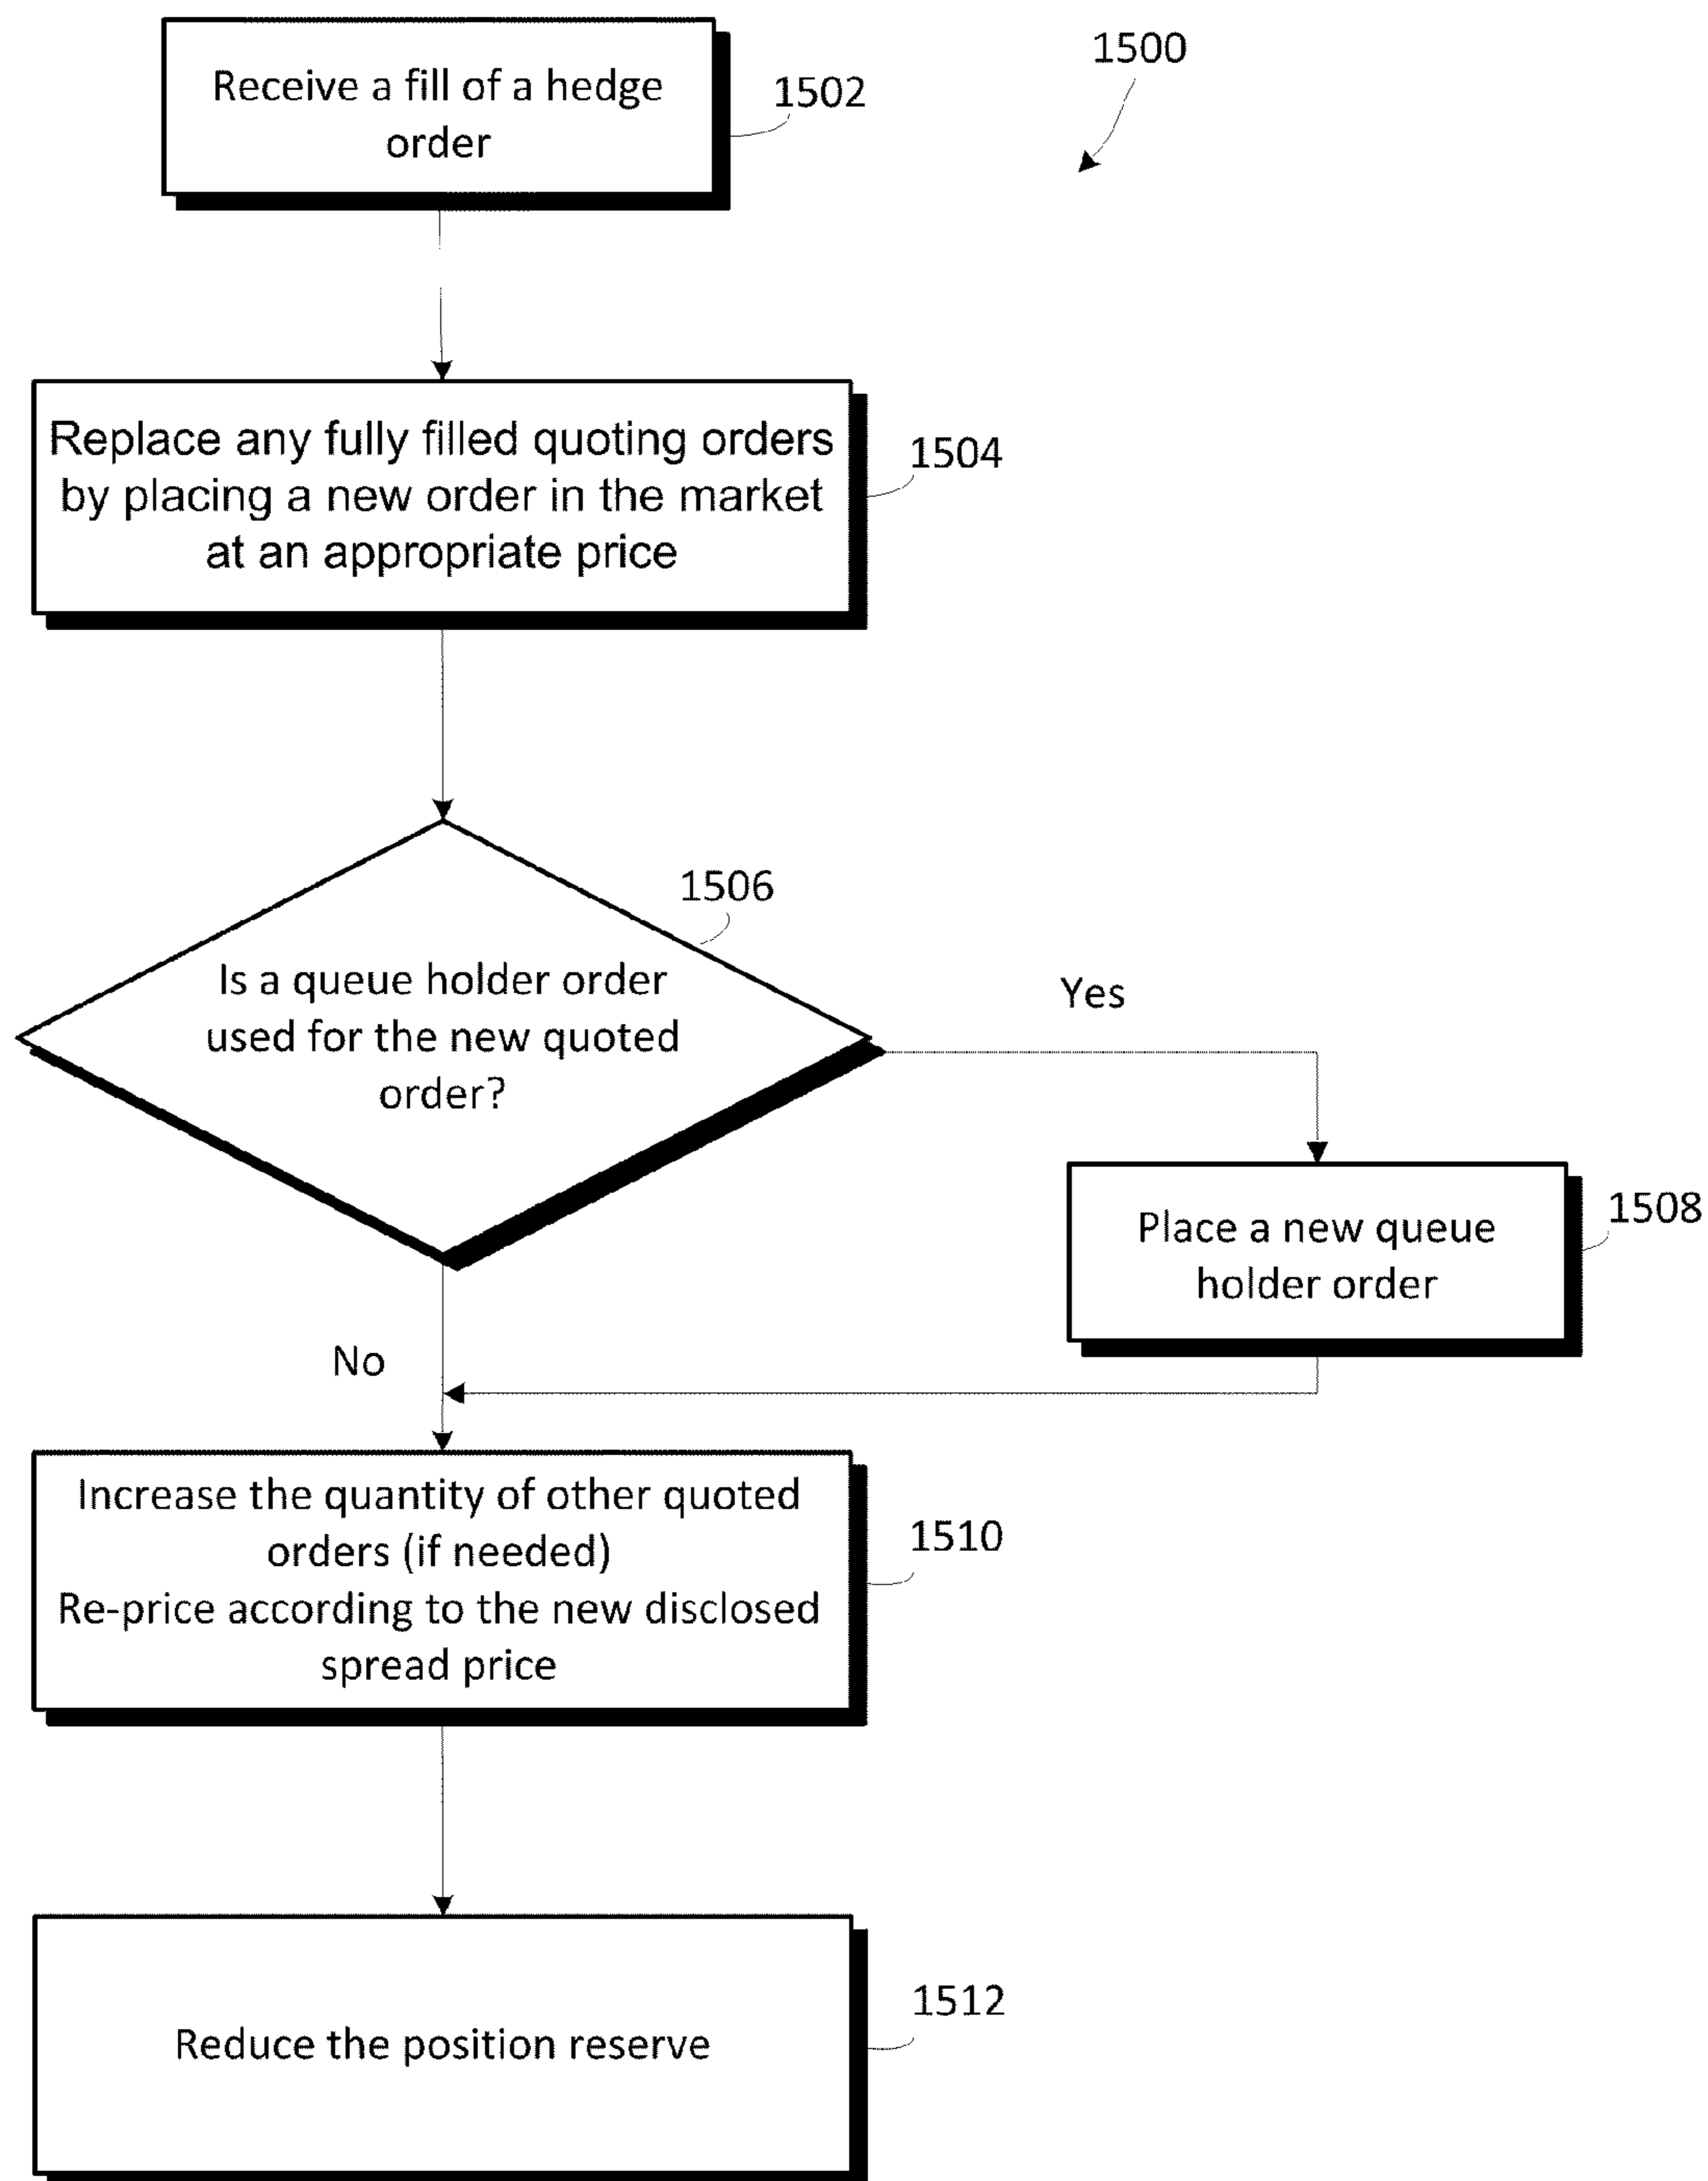 1500
Receive a fill of a hedge
order
1502
Replace any fully filled quoting orders
by placing a new order in the market
at an appropriate price
1504
1506
Is a queue holder order
used for the new quoted
order?
Yes
Place a new queue
holder order
1508
No
Increase the quantity of other quoted
orders (if needed)
Re-price according to the new disclosed
spread price
1510
Reduce the position reserve
1512